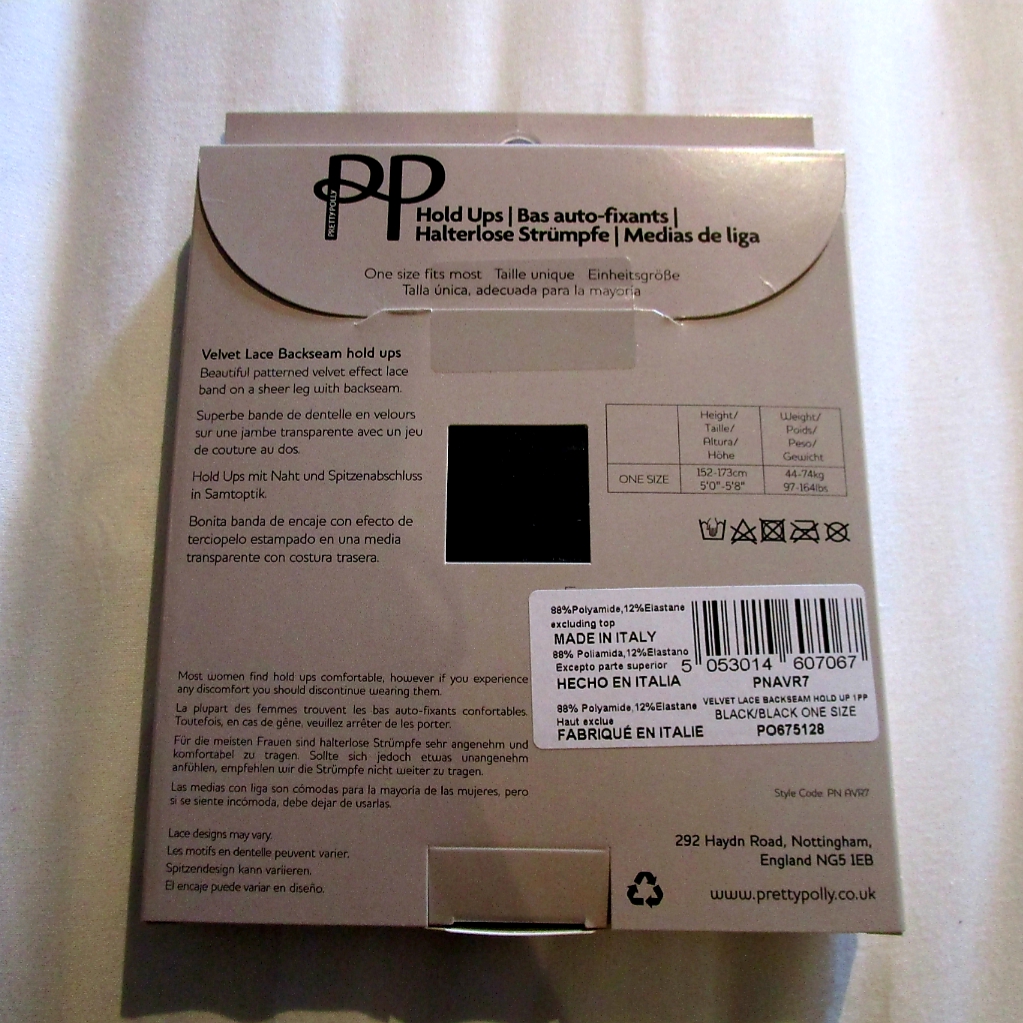 PP
PRETTYPOLLY
Hold Ups | Bas auto-fixants |
Halterlose Strümpfe | Medias de liga
One size fits most Taille unique Einheitsgröße
Talla única, adecuada para la mayoría
Velvet Lace Backseam hold ups
Beautiful patterned velvet effect lace
band on a sheer leg with backseam.
Superbe bande de dentelle en velours
sur une jambe transparente avec un jeu
de couture au dos.
Hold Ups mit Naht und Spitzenabschluss
in Samtoptik.
Bonita banda de encaje con efecto de
terciopelo estampado en una media
transparente con costura trasera.
Height/
Taille/
Altura/
Höhe
Weight/
Poids/
Peso/
Gewicht
ONE SIZE
152-173cm
5'0"-5'8"
44-74kg
97-164lbs
88%Polyamide,12%Elastane
excluding top
MADE IN ITALY
88% Poliamida,12%Elastano
Excepto parte superior
HECHO EN ITALIA
88% Polyamide,12%Elastane
Haut exclue
FABRIQUÉ EN ITALIE
5 053014 607067
PNAVR7
VELVET LACE BACKSEAM HOLD UP 1PP
BLACK/BLACK ONE SIZE
PO675128
Most women find hold ups comfortable, however if you experience
any discomfort you should discontinue wearing them.
La plupart des femmes trouvent les bas auto-fixants confortables.
Toutefois, en cas de gêne, veuillez arrêter de les porter.
Für die meisten Frauen sind halterlose Strümpfe sehr angenehm und
komfortabel zu tragen. Sollte sich jedoch etwas unangenehm
anfühlen, empfehlen wir die Strümpfe nicht weiter zu tragen.
Las medias con liga son cómodas para la mayoría de las mujeres, pero
si se siente incómoda, debe dejar de usarlas.
Lace designs may vary.
Les motifs en dentelle peuvent varier.
Spitzendesign kann variieren.
El encaje puede variar en diseño.
Style Code: PN AVR7
292 Haydn Road, Nottingham,
England NG5 1EB
www.prettypolly.co.uk